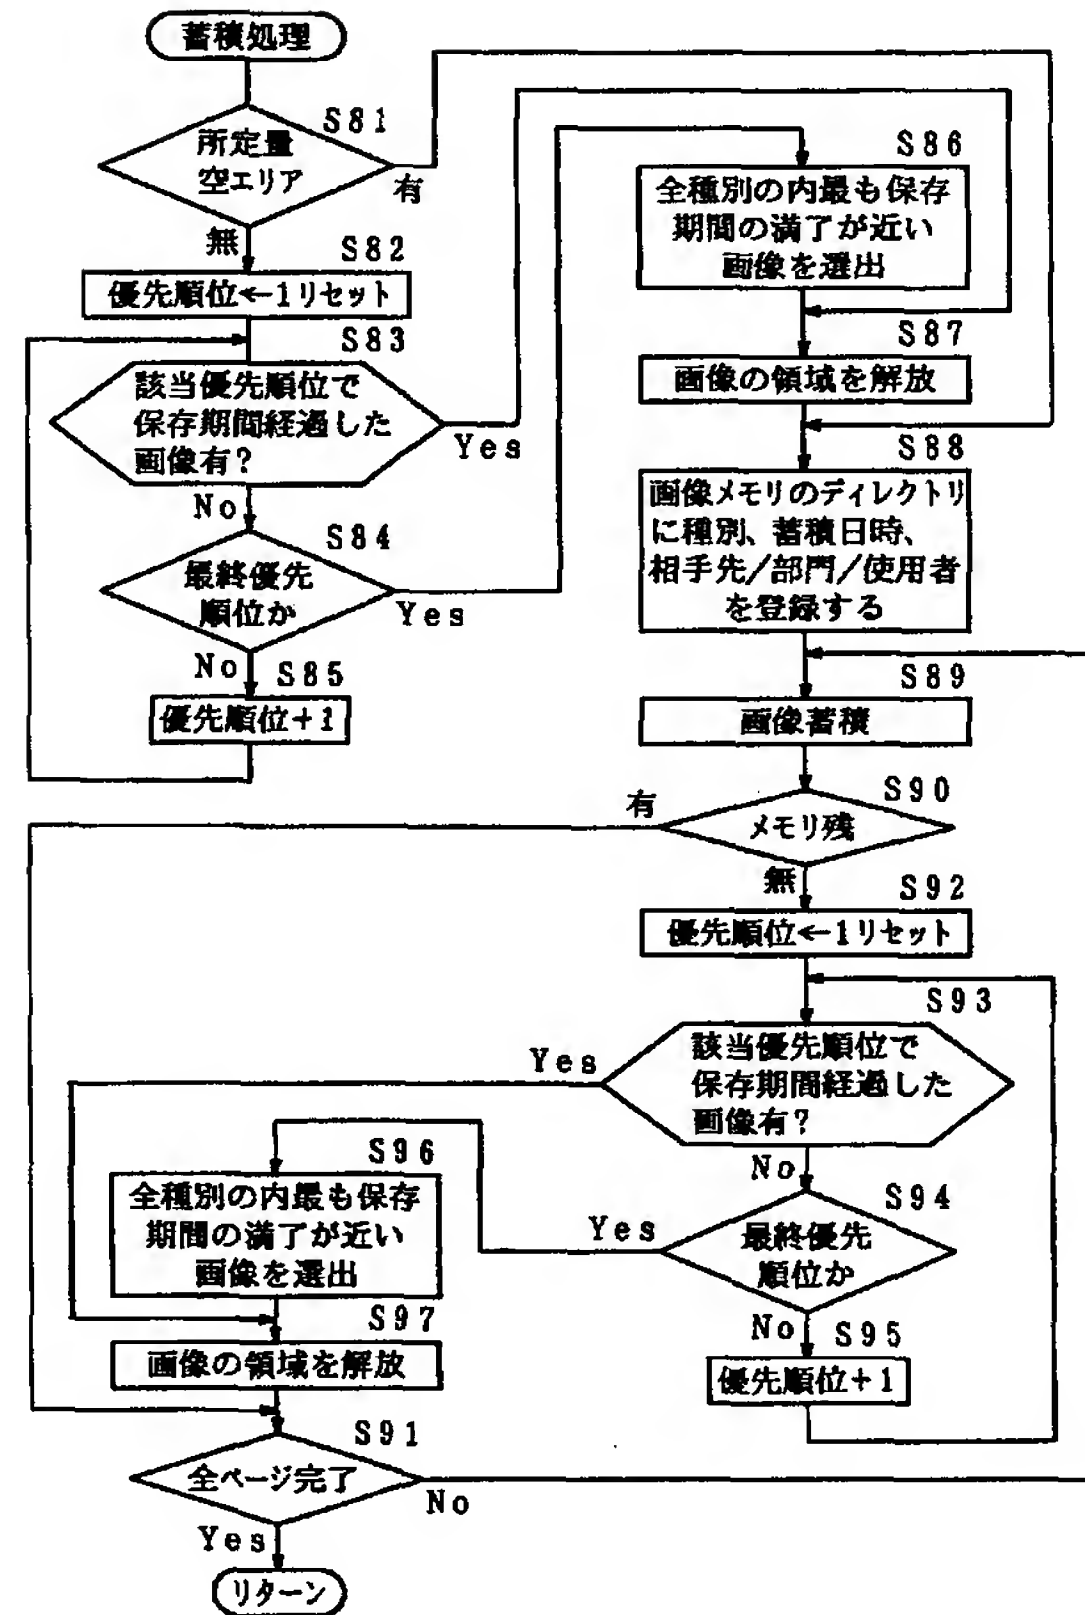 蓄積処理
S81
所定量
空エリア
有
無
S82
優先順位←1リセット
S83
該当優先順位で
保存期間経過した
画像有?
Yes
No
S84
最終優先
順位か
Yes
No
S85
優先順位+1
S86
全種別の内最も保存
期間の満了が近い
画像を選出
S87
画像の領域を解放
S88
画像メモリのディレクトリ
に種別、蓄積日時、
相手先/部門/使用者
を登録する
S89
画像蓄積
S90
メモリ残
有
無
S92
優先順位←1リセット
S93
該当優先順位で
保存期間経過した
画像有?
Yes
No
S94
最終優先
順位か
Yes
No
S95
優先順位+1
S96
全種別の内最も保存
期間の満了が近い
画像を選出
S97
画像の領域を解放
S91
全ページ完了
No
Yes
リターン